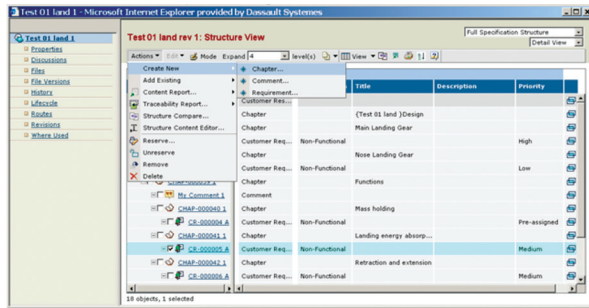 Test 01 land 1 - Microsoft Internet Explorer provided by Dassault Systemes
Test 01 land 1
Properties
Discussions
Files
File Versions
History
Lifecycle
Routes
Revisions
Where Used
Test 01 land rev 1: Structure View
Full Specification Structure
Detail View
Actions Edit Mode Expand 4 level(s) View
Create New
Add Existing
Content Report...
Traceability Report...
Structure Compare...
Structure Content Editor...
Reserve...
Unreserve
Remove
Delete
Chapter...
Comment...
Requirement...
Title Description Priority
Customer Res...
Chapter {Test 01 land }Design
Chapter Main Landing Gear
Customer Req... Non-Functional High
Chapter Nose Landing Gear
Customer Req... Non-Functional Low
CHAP-000039 1 Chapter Functions
My Comment 1 Comment
CHAP-000040 1 Chapter Mass holding
CR-000004 A Customer Req... Non-Functional Pre-assigned
CHAP-000041 1 Chapter Landing energy absorp...
CR-000005 A Customer Req... Non-Functional Medium
CHAP-000042 1 Chapter Retraction and extension
CR-000006 A Customer Req... Non-Functional Medium
18 objects, 1 selected